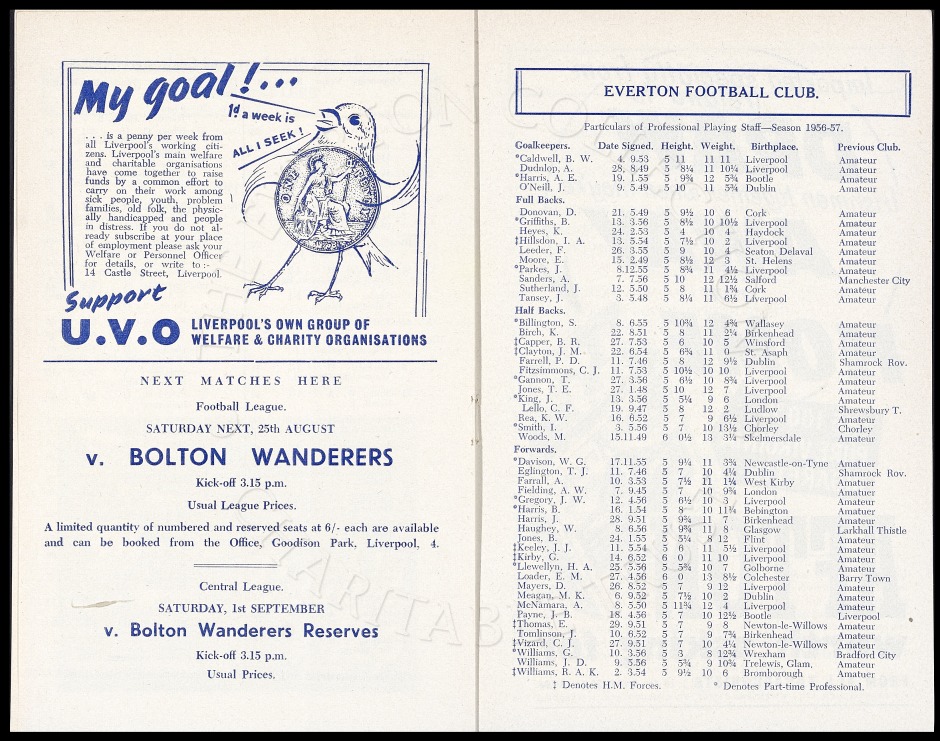 My goal!...
1d. a week is
ALL I SEEK!
. . . is a penny per week from
all Liverpool's working citi-
zens. Liverpool's main welfare
and charitable organisations
have come together to raise
funds by a common effort to
carry on their work among
sick people, youth, problem
families, old folk, the physic-
ally handicapped and people
in distress. If you do not al-
ready subscribe at your place
of employment please ask your
Welfare or Personnel Officer
for details, or write to :-
14 Castle Street, Liverpool.
Support
U.V.O LIVERPOOL'S OWN GROUP OF
WELFARE & CHARITY ORGANISATIONS
NEXT MATCHES HERE
Football League.
SATURDAY NEXT, 25th AUGUST
v. BOLTON WANDERERS
Kick-off 3.15 p.m.
Usual League Prices.
A limited quantity of numbered and reserved seats at 6/- each are available
and can be booked from the Office, Goodison Park, Liverpool, 4.
Central League.
SATURDAY, 1st SEPTEMBER
v. Bolton Wanderers Reserves
Kick-off 3.15 p.m.
Usual Prices.
EVERTON FOOTBALL CLUB.
Particulars of Professional Playing Staff—Season 1956-57.
Goalkeepers. Date Signed. Height. Weight. Birthplace. Previous Club.
*Caldwell, B. W. 4. 9.53 5 11 11 11 Liverpool Amateur
Dudnlop, A. 28, 8.49 5 8¼ 11 10¼ Liverpool Amateur
*Harris, A. E. 19. 1.55 5 9¾ 12 5¾ Bootle Amateur
O'Neill, J. 9. 5.49 5 10 11 5¾ Dublin Amateur
Full Backs.
Donovan, D. 21. 5.49 5 9½ 10 6 Cork Amateur
*Griffiths, B. 13. 3.56 5 8½ 10 10½ Liverpool Amateur
Heyes, K. 24. 2.53 5 4 10 4 Haydock Amateur
‡Hillsdon, I. A. 13. 5.54 5 7½ 10 2 Liverpool Amateur
Leeder, F. 26. 3.55 5 9 10 4 Seaton Delaval Amateur
Moore, E. 15. 2.49 5 8½ 12 3 St. Helens Amateur
*Parkes, J. 8.12.55 5 8¾ 11 4½ Liverpool Amateur
Sanders, A. 7. 7.56 5 10 12 12½ Salford Manchester City
Sutherland, J. 12. 5.50 5 8 11 1¾ Cork Amateur
Tansey, J. 3. 5.48 5 8¼ 11 6½ Liverpool Amateur
Half Backs.
*Billington, S. 8. 6.55 5 10¾ 12 4¾ Wallasey Amateur
Birch, K. 22. 8.51 5 8 11 2¼ Birkenhead Amateur
‡Capper, B. R. 27. 7.53 5 6 10 5 Winsford Amateur
‡Clayton, J. M. 22. 6.54 5 6¾ 11 0 St. Asaph Amateur
Farrell, P. D. 11. 7.46 5 8 12 9½ Dublin Shamrock Rov.
Fitzsimmons, C. J. 11. 7.53 5 10½ 10 10 Liverpool Amateur
*Gannon, T. 27. 3.56 5 6½ 10 8¾ Liverpool Amateur
Jones, T. E. 27. 1.48 5 10 12 7 Liverpool Amateur
*King, J. 13. 3.56 5 5¼ 9 6 London Amateur
Lello, C. F. 19. 9.47 5 8 12 2 Ludlow Shrewsbury T.
Rea, K. W. 16. 6.52 5 7 9 6½ Liverpool Amateur
*Smith, I. 3. 5.56 5 7 10 13½ Chorley Chorley
Woods, M. 15.11.49 6 0½ 13 3¼ Skelmersdale Amateur
Forwards.
*Davison, W. G. 17.11.55 5 9¼ 11 3¾ Newcastle-on-Tyne Amateur
Eglington, T. J. 11. 7.46 5 7 10 4¾ Dublin Shamrock Rov.
Farrall, A. 10. 3.53 5 7½ 11 1¼ West Kirby Amateur
Fielding, A. W. 7. 9.45 5 7 10 9¾ London Amateur
*Gregory, J. W. 12. 4.56 5 6½ 10 3 Liverpool Amateur
*Harris, B. 16. 1.54 5 8 10 11¼ Bebington Amateur
Harris, J. 28. 9.51 5 9¾ 11 7 Birkenhead Amateur
Haughey, W. 8. 6.56 5 9¾ 11 8 Glasgow Larkhall Thistle
Jones, B. 24. 1.55 5 5¼ 8 12 Flint Amateur
‡Keeley, J. J. 11. 5.54 5 6 11 5½ Liverpool Amateur
‡Kirby, G. 14. 6.52 6 0 11 10 Liverpool Amateur
*Llewellyn, H. A. 25. 5.56 5 5¾ 10 7 Golborne Amateur
Loader, E. M. 27. 4.56 6 0 13 8½ Colchester Barry Town
Mayers, D. 26. 8.52 5 7 9 12 Liverpool Amateur
Meagan, M. K. 6. 9.52 5 7½ 10 2 Dublin Amateur
McNamara, A. 8. 5.50 5 11¾ 12 4 Liverpool Amateur
Payne, J. B. 18. 4.56 5 7 10 12½ Bootle Liverpool
‡Thomas, E. 29. 9.51 5 7 9 8 Newton-le-Willows Amateur
Tomlinson, J. 10. 6.52 5 7 9 7¾ Birkenhead Amateur
‡Vizard, C. J. 27. 9.51 5 7 10 4¼ Newton-le-Willows Amateur
*Williams, G. 10. 3.56 5 3 8 12¾ Wrexham Bradford City
Williams, J. D. 9. 5.56 5 5¾ 9 10¾ Trelewis, Glam. Amateur
‡Williams, R. A. K. 2. 3.54 5 9½ 10 6 Bromborough Amateur
‡ Denotes H.M. Forces. * Denotes Part-time Professional.